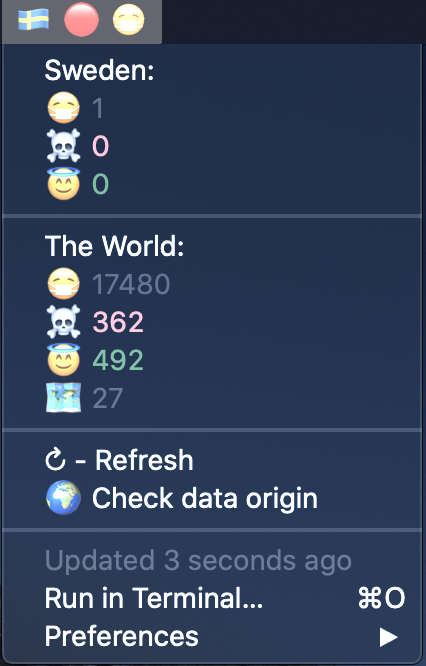 Sweden:
1
0
0
The World:
17480
362
492
27
↻ - Refresh
Check data origin
Updated 3 seconds ago
Run in Terminal... ⌘O
Preferences ▶